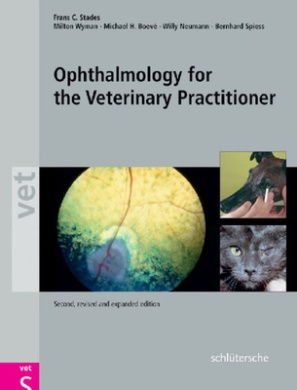 Frans C. Stades
Milton Wyman · Michael H. Boevé · Willy Neumann · Bernhard Spiess
Ophthalmology for
the Veterinary Practitioner
vet
Second, revised and expanded edition
schlütersche
vet
S